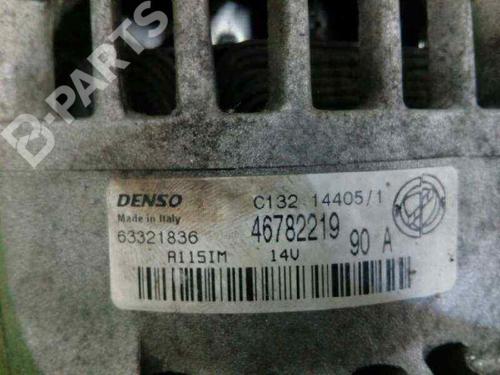 B-PARTS
DENSO
Made in Italy
63321836
A115IM
C132 14405/1
46782219
14V
90 A